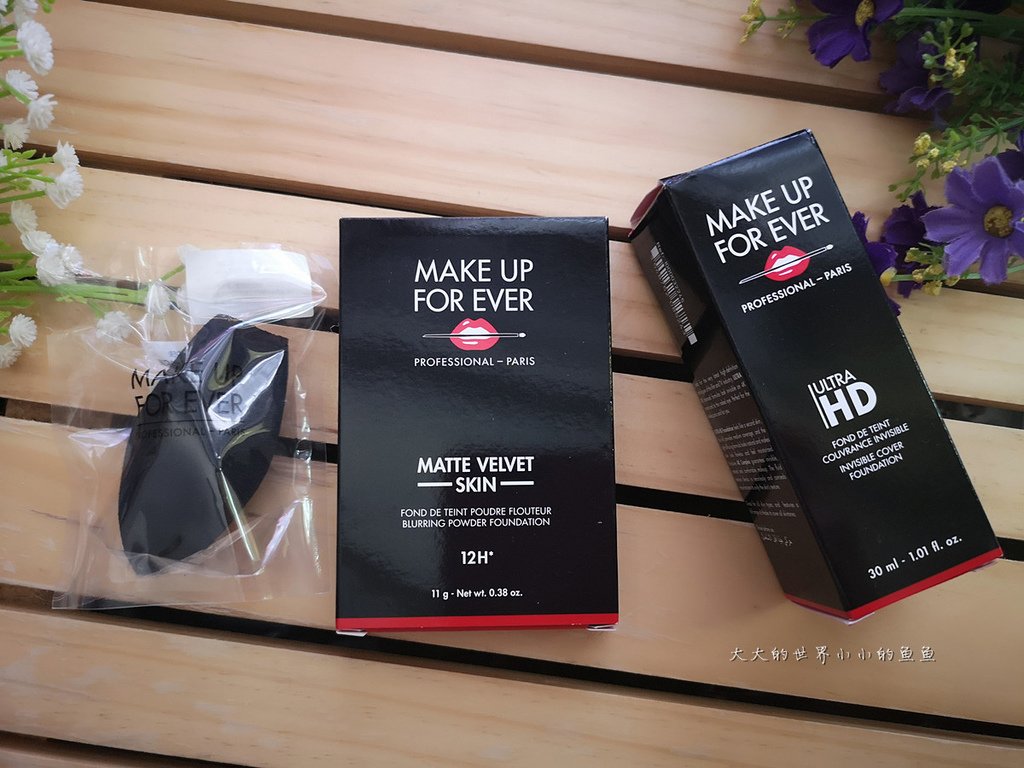 MAKE UP
FOR EVER
PROFESSIONAL – PARIS
MAKE UP
FOR EVER
PROFESSIONAL – PARIS
MATTE VELVET
SKIN
FOND DE TEINT POUDRE FLOUTEUR
BLURRING POWDER FOUNDATION
12H*
11 g - Net wt. 0.38 oz.
MAKE UP
FOR EVER
PROFESSIONAL – PARIS
ULTRA
HD
FOND DE TEINT
COUVRANCE INVISIBLE
INVISIBLE COVER
FOUNDATION
30 ml - 1.01 fl. oz.
大大的世界小小的魚魚